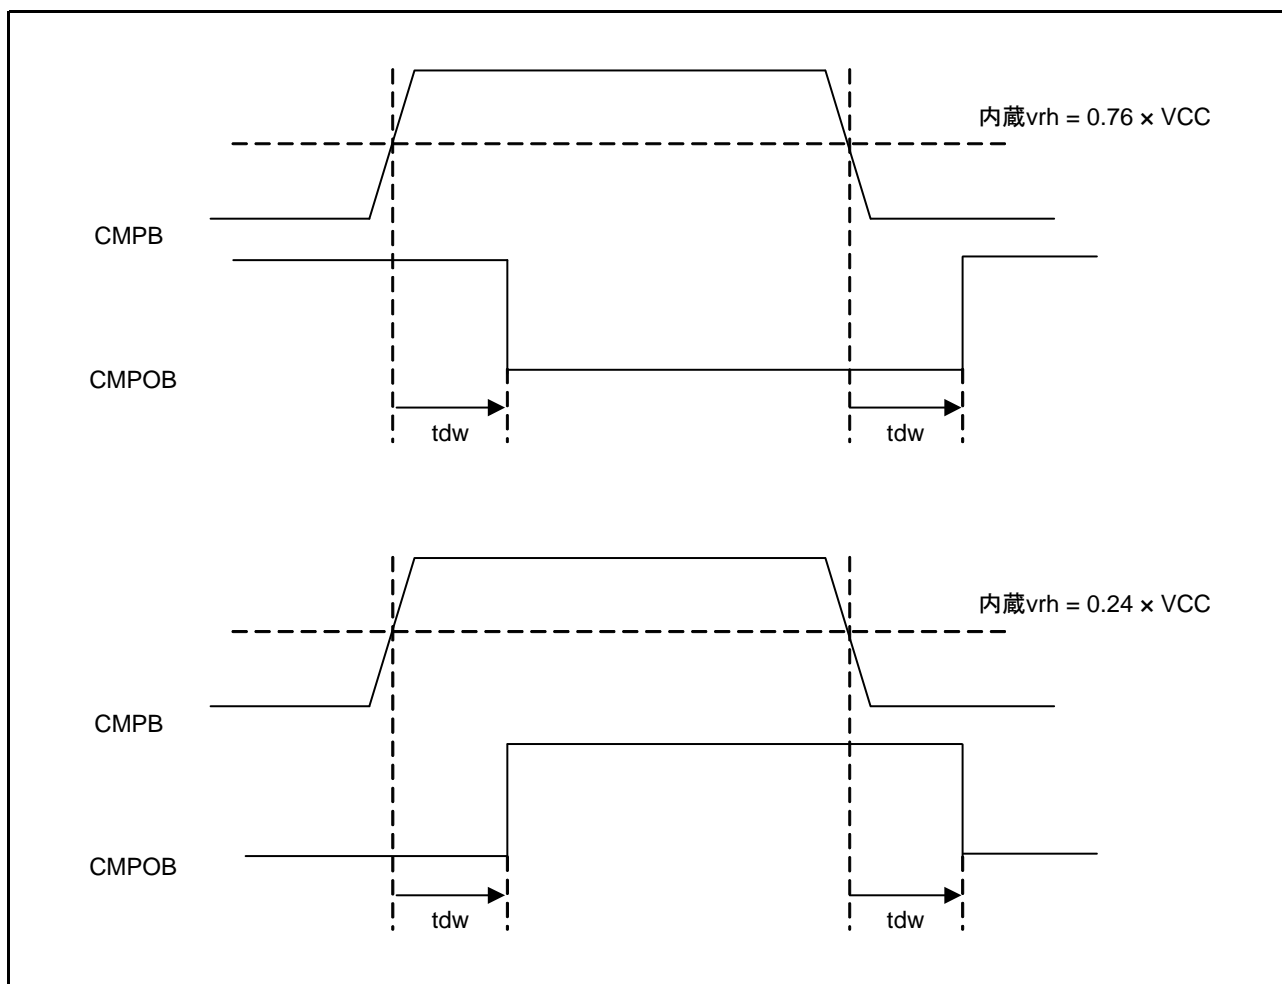 内蔵vrh = 0.76 × VCC
CMPB
CMPOB
tdw
tdw
内蔵vrh = 0.24 × VCC
CMPB
CMPOB
tdw
tdw